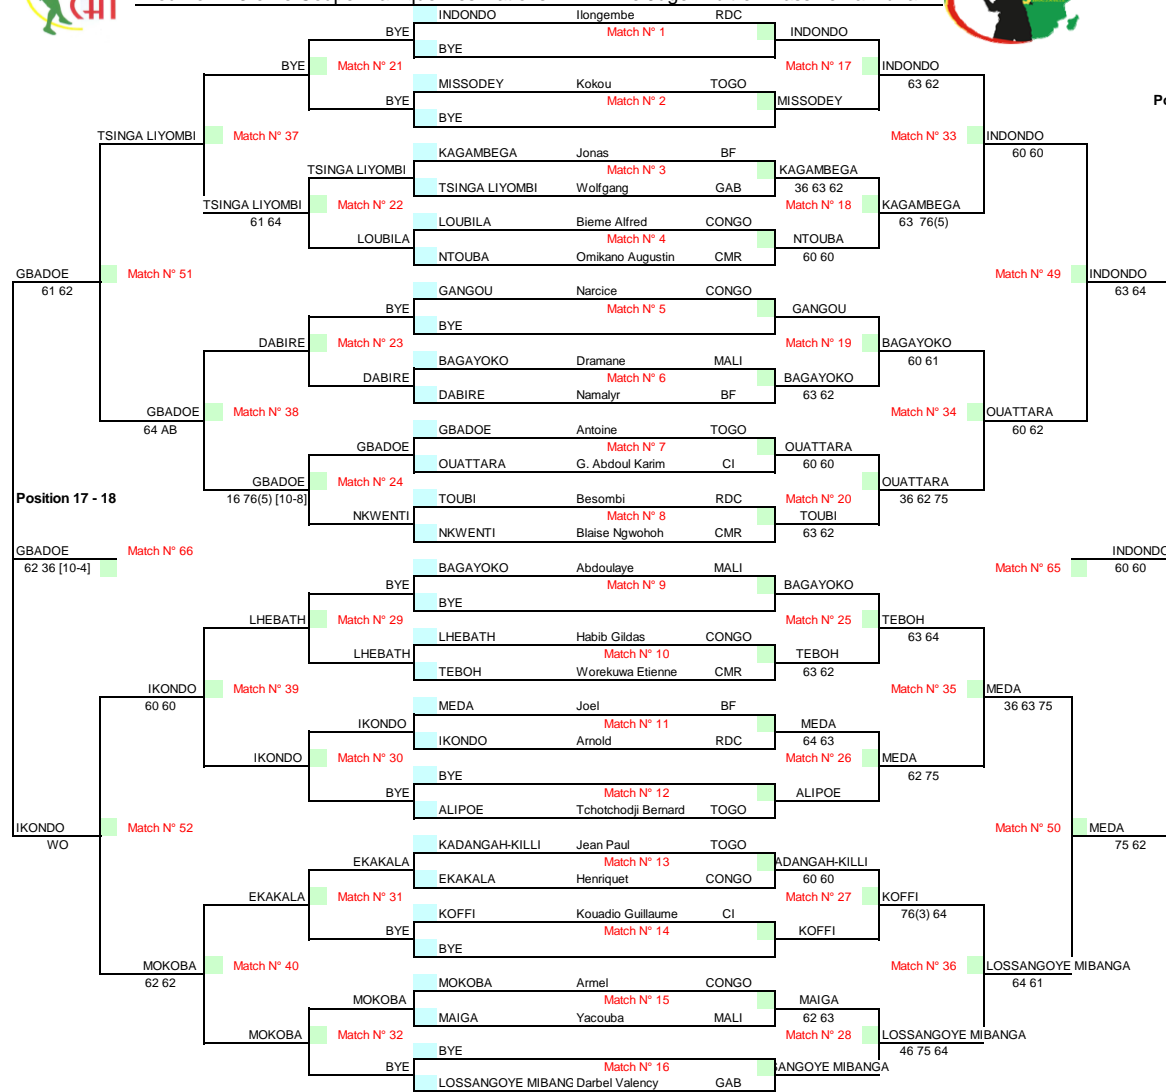 INDONDO Ilongembe RDC
BYE Match N° 1 INDONDO
BYE
BYE Match N° 21 Match N° 17 INDONDO
MISSODEY Kokou TOGO 63 62
BYE Match N° 2 MISSODEY
BYE
TSINGA LIYOMBI Match N° 37 Match N° 33 INDONDO
KAGAMBEGA Jonas BF 60 60
TSINGA LIYOMBI Match N° 3 KAGAMBEGA
TSINGA LIYOMBI Wolfgang GAB 36 63 62
TSINGA LIYOMBI Match N° 22 Match N° 18 KAGAMBEGA
61 64 LOUBILA Bieme Alfred CONGO 63 76(5)
LOUBILA Match N° 4 NTOUBA
NTOUBA Omikano Augustin CMR 60 60
GBADOE Match N° 51 Match N° 49 INDONDO
61 62 GANGOU Narcice CONGO 63 64
BYE Match N° 5 GANGOU
BYE
DABIRE Match N° 23 Match N° 19 BAGAYOKO
BAGAYOKO Dramane MALI 60 61
DABIRE Match N° 6 BAGAYOKO
DABIRE Namalyr BF 63 62
GBADOE Match N° 38 Match N° 34 OUATTARA
64 AB GBADOE Antoine TOGO 60 62
GBADOE Match N° 7 OUATTARA
OUATTARA G. Abdoul Karim CI 60 60
GBADOE Match N° 24 OUATTARA
Position 17 - 18 16 76(5) [10-8] TOUBI Besombi RDC Match N° 20 36 62 75
NKWENTI Match N° 8 TOUBI
NKWENTI Blaise Ngwohoh CMR 63 62
GBADOE Match N° 66 INDONDO
62 36 [10-4] BAGAYOKO Abdoulaye MALI Match N° 65 60 60
BYE Match N° 9 BAGAYOKO
BYE
LHEBATH Match N° 29 Match N° 25 TEBOH
LHEBATH Habib Gildas CONGO 63 64
LHEBATH Match N° 10 TEBOH
TEBOH Worekuwa Etienne CMR 63 62
IKONDO Match N° 39 Match N° 35 MEDA
60 60 MEDA Joel BF 36 63 75
IKONDO Match N° 11 MEDA
IKONDO Arnold RDC 64 63
IKONDO Match N° 30 Match N° 26 MEDA
BYE 62 75
BYE Match N° 12 ALIPOE
ALIPOE Tchotchodji Bernard TOGO
IKONDO Match N° 52 Match N° 50 MEDA
WO KADANGAH-KILLI Jean Paul TOGO 75 62
EKAKALA Match N° 13 ADANGAH-KILLI
EKAKALA Henriquet CONGO 60 60
EKAKALA Match N° 31 Match N° 27 KOFFI
KOFFI Kouadio Guillaume CI 76(3) 64
BYE Match N° 14 KOFFI
BYE
MOKOBA Match N° 40 Match N° 36 LOSSANGOYE MIBANGA
62 62 MOKOBA Armel CONGO 64 61
MOKOBA Match N° 15 MAIGA
MAIGA Yacouba MALI 62 63
MOKOBA Match N° 32 Match N° 28 LOSSANGOYE MIBANGA
BYE 46 75 64
BYE Match N° 16 SANGOYE MIBANGA
LOSSANGOYE MIBANG Darbel Valency GAB